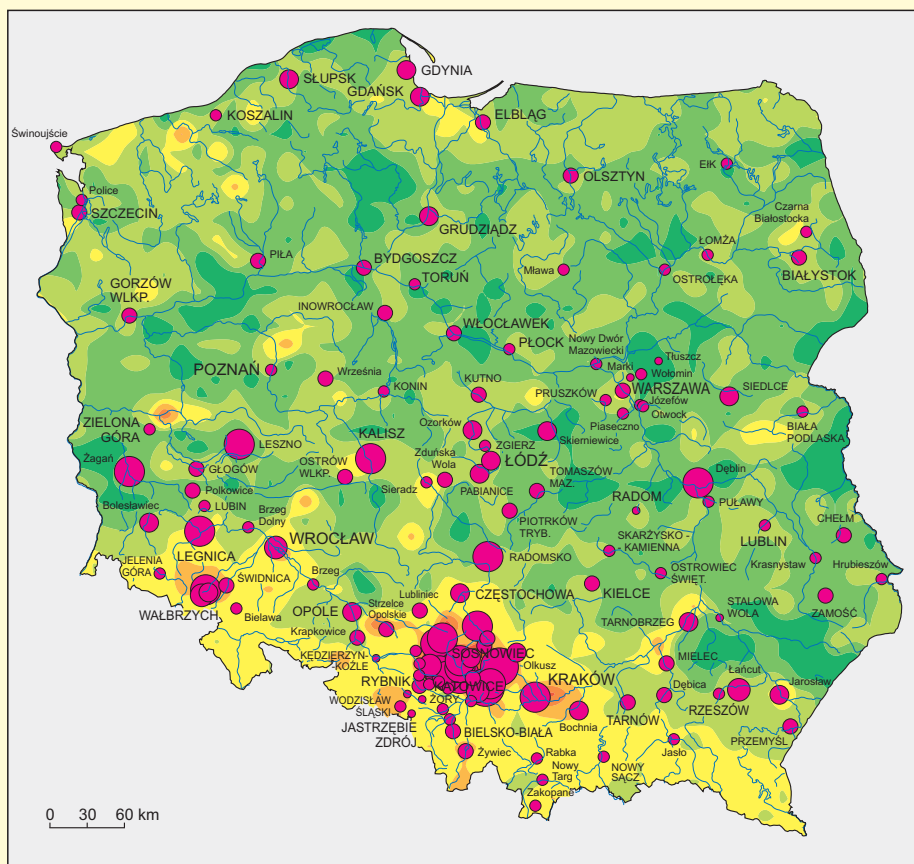 GDYNIA
SŁUPSK
GDAŃSK
KOSZALIN
ELBLĄG
Świnoujście
EłK
OLSZTYN
Police
SZCZECIN
Czarna
Białostocka
GRUDZIĄDZ
ŁOMŻA
PIŁA
BYDGOSZCZ
BIAŁYSTOK
Mława
OSTROŁĘKA
TORUŃ
GORZÓW
WLKP.
INOWROCŁAW
WŁOCŁAWEK
Nowy Dwór
Mazowiecki
PŁOCK
Tłuszcz
Marki
Wołomin
POZNAŃ
Września
KONIN
KUTNO
PRUSZKÓW
WARSZAWA
SIEDLCE
Józefów
Otwock
Piaseczno
BIAŁA
PODLASKA
ZIELONA
GÓRA
LESZNO
KALISZ
Ozorków
Skierniewice
ZGIERZ
Żagań
GŁOGÓW
OSTRÓW
WLKP.
Zduńska
Wola
ŁÓDŹ
Sieradz
PABIANICE
TOMASZÓW
MAZ.
Dęblin
Polkowice
LUBIN
RADOM
PUŁAWY
Bolesławiec
Brzeg
Dolny
PIOTRKÓW
TRYB.
LUBLIN
CHEŁM
WROCŁAW
LEGNICA
RADOMSKO
SKARŻYSKO -
- KAMIENNA
Krasnystaw
JELENIA
GÓRA
ŚWIDNICA
Brzeg
OSTROWIEC
ŚWIĘT.
Hrubieszów
WAŁBRZYCH
Bielawa
Lubliniec
CZĘSTOCHOWA
KIELCE
STALOWA
WOLA
ZAMOŚĆ
OPOLE
Strzelce
Opolskie
TARNOBRZEG
Krapkowice
KĘDZIERZYN-
KOŹLE
SOSNOWIEC
Olkusz
MIELEC
Łańcut
RYBNIK
KATOWICE
KRAKÓW
Dębica
Jarosław
WODZISŁAW
ŚLĄSKI
ŻORY
RZESZÓW
JASTRZĘBIE
ZDRÓJ
Bochnia
TARNÓW
BIELSKO-BIAŁA
PRZEMYŚL
Żywiec
Rabka
Jasło
Nowy
Targ
NOWY
SĄCZ
Zakopane
0 30 60 km